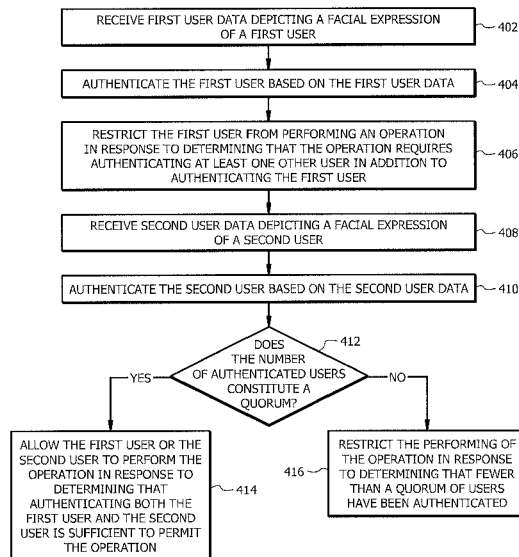 RECEIVE FIRST USER DATA DEPICTING A FACIAL EXPRESSION
OF A FIRST USER
402
AUTHENTICATE THE FIRST USER BASED ON THE FIRST USER DATA
404
RESTRICT THE FIRST USER FROM PERFORMING AN OPERATION
IN RESPONSE TO DETERMINING THAT THE OPERATION REQUIRES
AUTHENTICATING AT LEAST ONE OTHER USER IN ADDITION TO
AUTHENTICATING THE FIRST USER
406
RECEIVE SECOND USER DATA DEPICTING A FACIAL EXPRESSION
OF A SECOND USER
408
AUTHENTICATE THE SECOND USER BASED ON THE SECOND USER DATA
410
DOES
THE NUMBER
OF AUTHENTICATED USERS
CONSTITUTE A
QUORUM?
412
YES
NO
ALLOW THE FIRST USER OR THE
SECOND USER TO PERFORM THE
OPERATION IN RESPONSE TO
DETERMINING THAT
AUTHENTICATING BOTH THE
FIRST USER AND THE SECOND
USER IS SUFFICIENT TO PERMIT
THE OPERATION
414
RESTRICT THE PERFORMING OF
THE OPERATION IN RESPONSE
TO DETERMINING THAT FEWER
THAN A QUORUM OF USERS
HAVE BEEN AUTHENTICATED
416